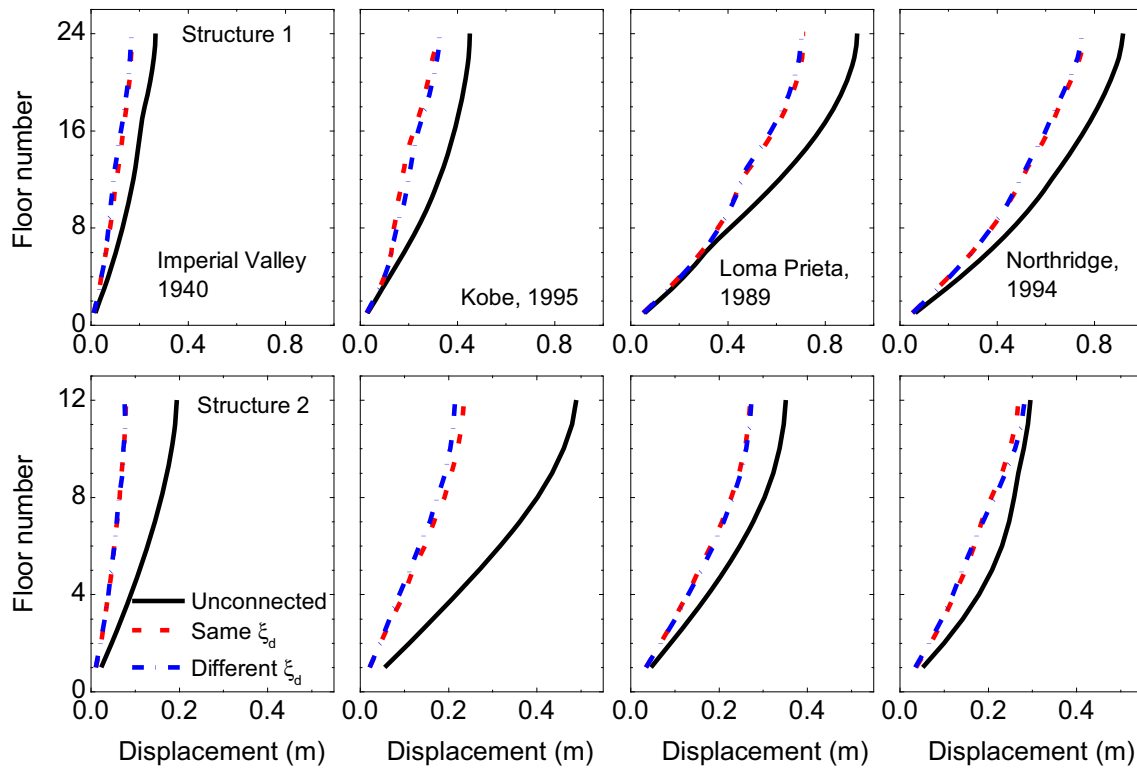 24
Structure 1
16
Floor number
8
Imperial Valley
1940
Kobe, 1995
Loma Prieta,
1989
Northridge,
1994
0
0.0 0.4 0.8 0.0 0.4 0.8 0.0 0.4 0.8 0.0 0.4 0.8
12
Structure 2
8
Floor number
4
Unconnected
Same ξd
Different ξd
0
0.0 0.2 0.4 0.0 0.2 0.4 0.0 0.2 0.4 0.0 0.2 0.4
Displacement (m) Displacement (m) Displacement (m) Displacement (m)